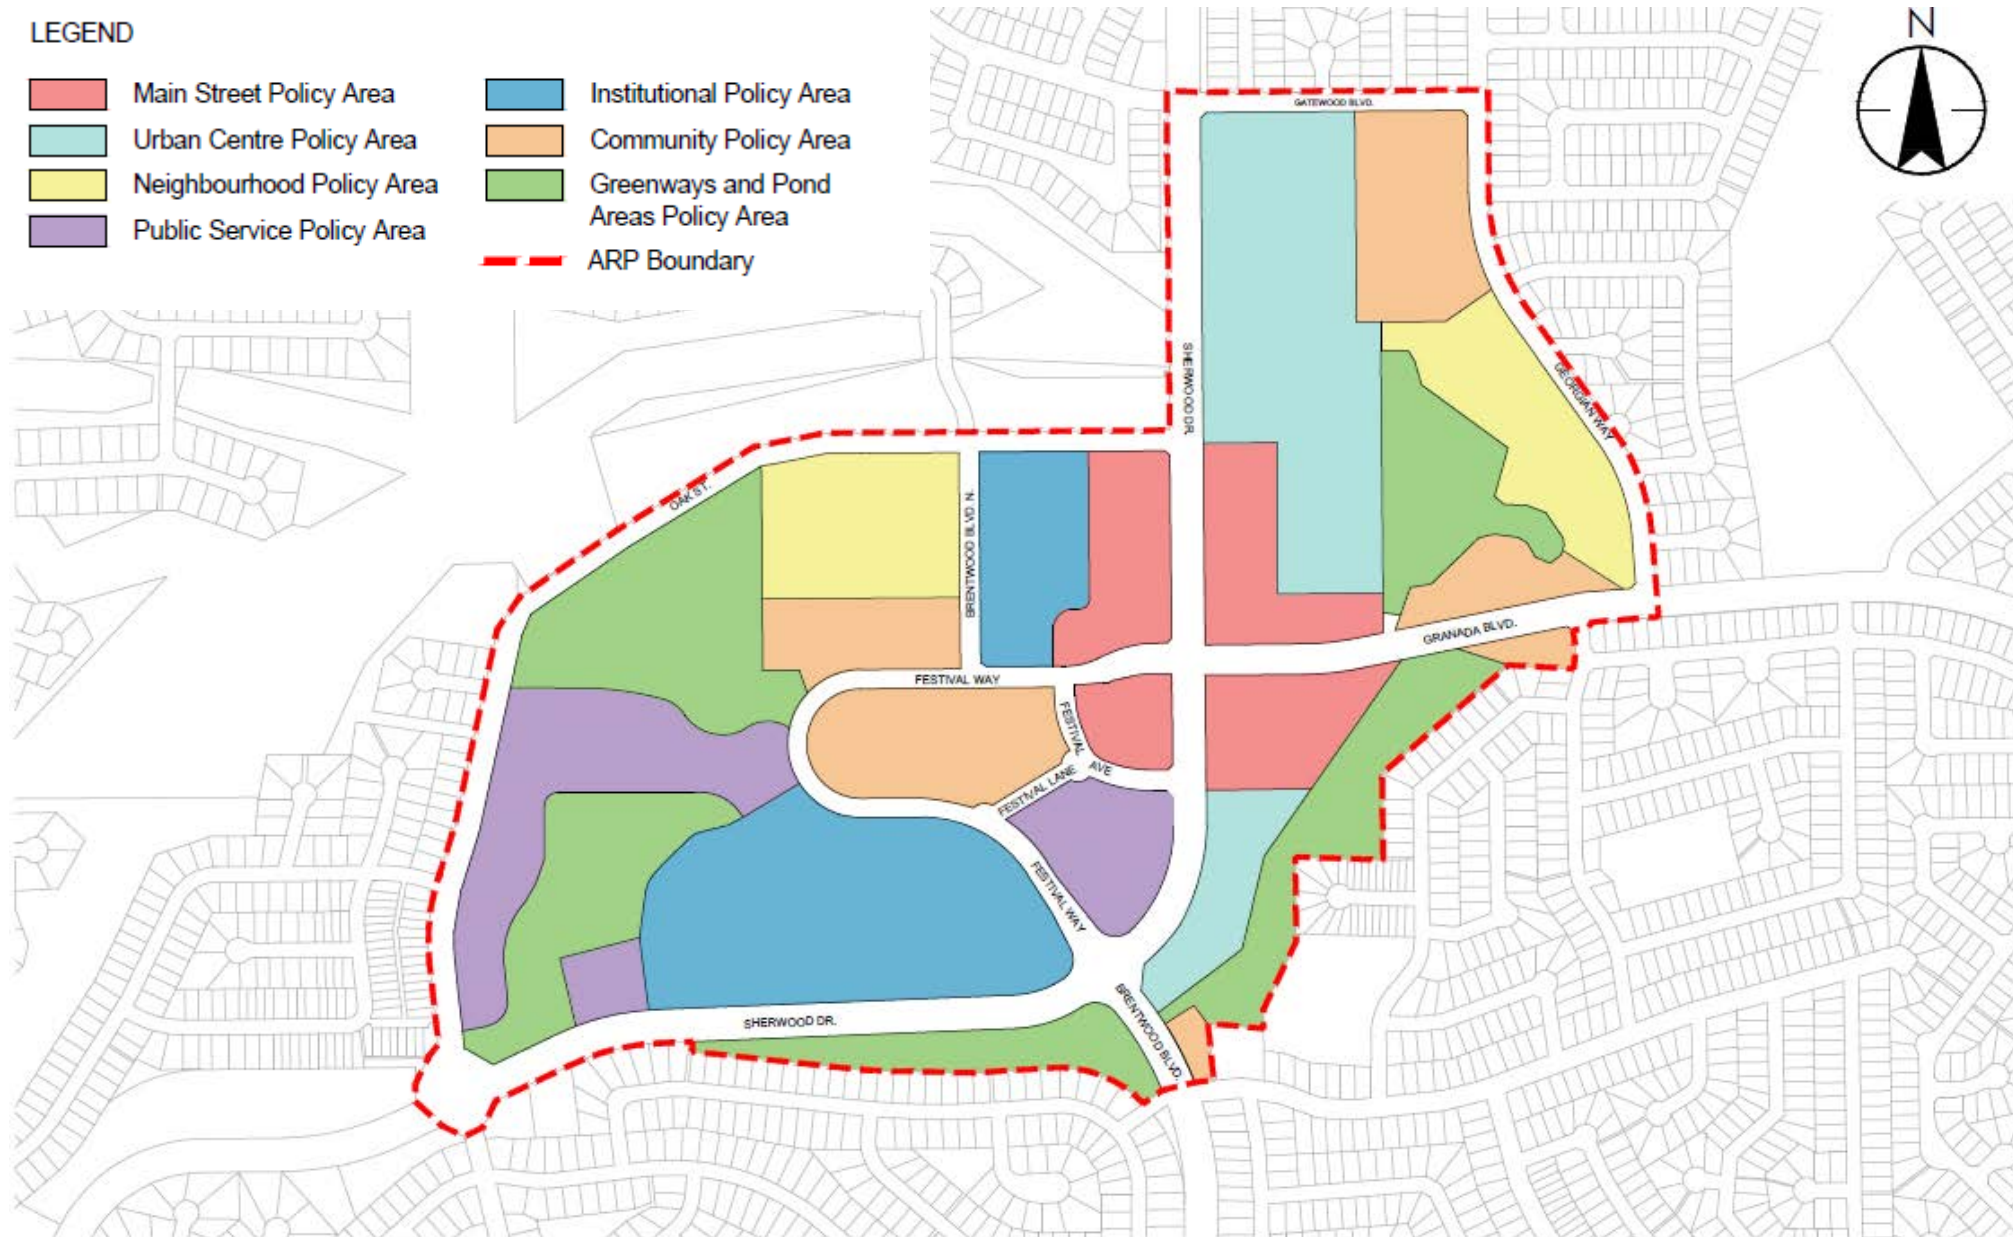 LEGEND
Main Street Policy Area
Urban Centre Policy Area
Neighbourhood Policy Area
Public Service Policy Area
Institutional Policy Area
Community Policy Area
Greenways and Pond
Areas Policy Area
ARP Boundary
N
GATEWOOD BLVD.
SHERWOOD DR.
GEORGIAN WAY
OAK ST.
BRENTWOOD BLVD. N.
GRANADA BLVD.
FESTIVAL WAY
FESTIVAL AVE
FESTIVAL LANE
FESTIVAL WAY
SHERWOOD DR.
BRENTWOOD BLVD.